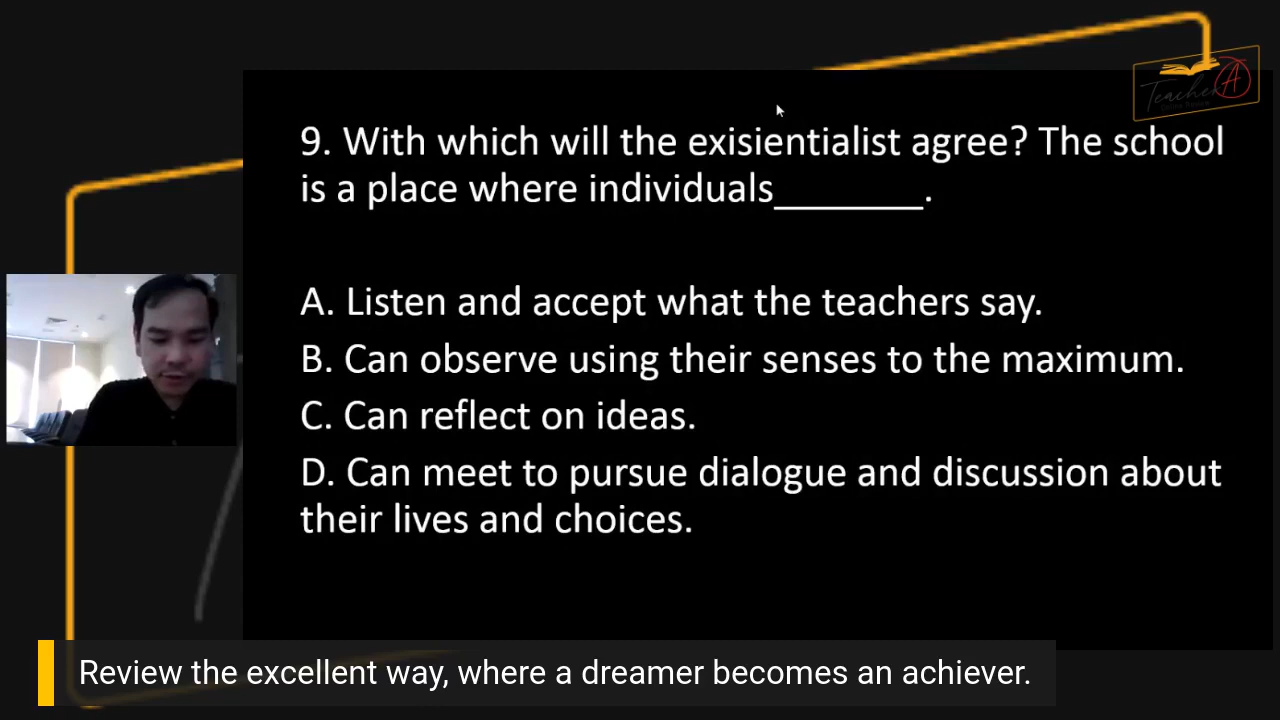 9. With which will the exisientialist agree? The school
is a place where individuals_______.
A. Listen and accept what the teachers say.
B. Can observe using their senses to the maximum.
C. Can reflect on ideas.
D. Can meet to pursue dialogue and discussion about
their lives and choices.
Teacher A
Review the excellent way, where a dreamer becomes an achiever.